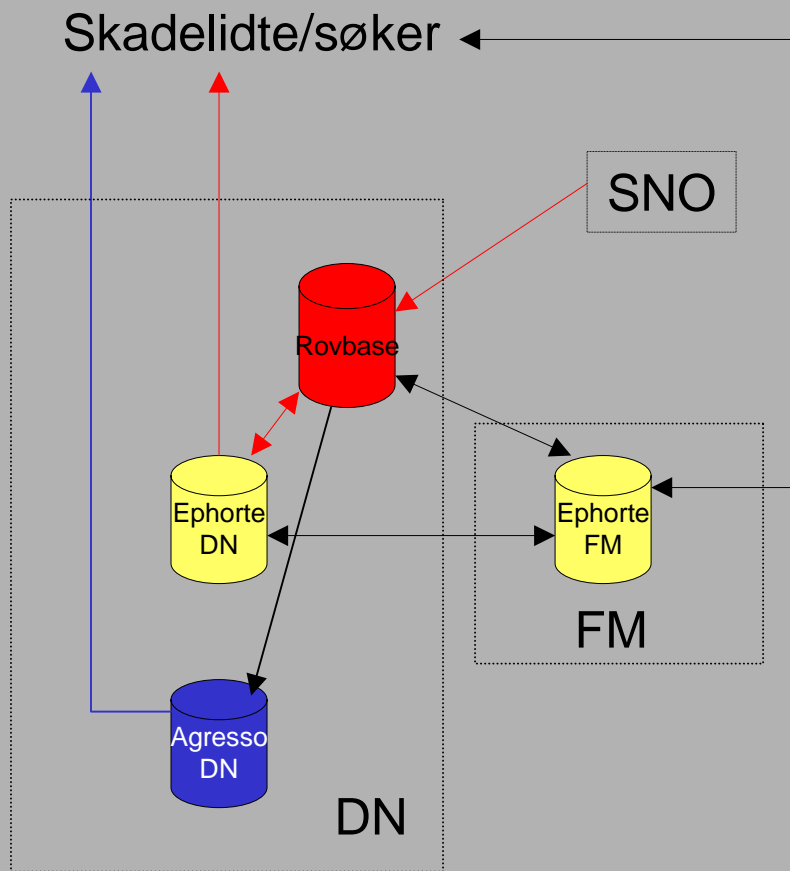 Skadelidte/søker
SNO
Rovbase
Ephorte
DN
Ephorte
FM
FM
Agresso
DN
DN